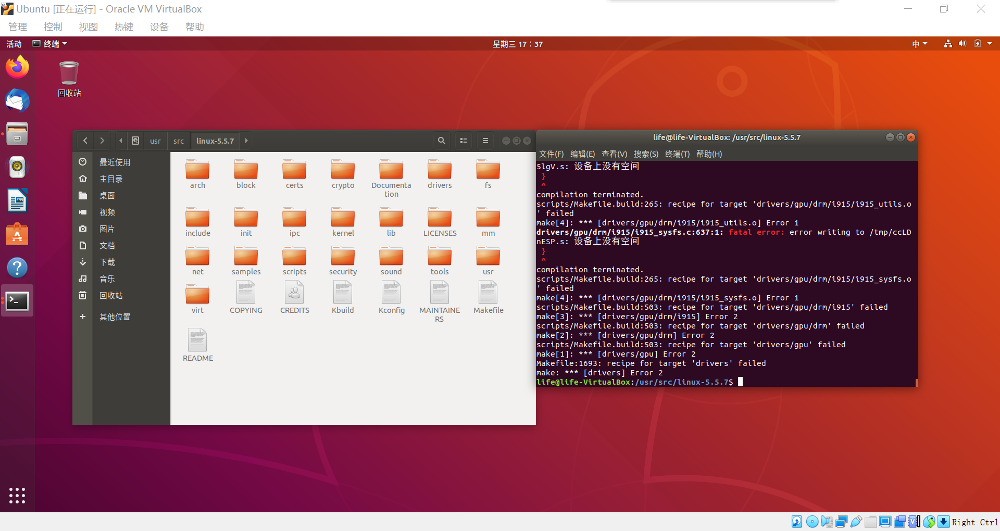 Ubuntu [正在运行] - Oracle VM VirtualBox
管理 控制 视图 热键 设备 帮助
活动 终端 星期三 17：37 中
回收站
usr src linux-5.5.7
最近使用
主目录
桌面
视频
图片
文档
下载
音乐
回收站
其他位置
arch block certs crypto Documenta
tion drivers fs
include init ipc kernel lib LICENSES mm
net samples scripts security sound tools usr
virt COPYING CREDITS Kbuild Kconfig MAINTAINE
RS Makefile
README
life@life-VirtualBox: /usr/src/linux-5.5.7
文件(F) 编辑(E) 查看(V) 搜索(S) 终端(T) 帮助(H)
5lgV.s: 设备上没有空间
}
^
compilation terminated.
scripts/Makefile.build:265: recipe for target 'drivers/gpu/drm/i915/i915_utils.o
' failed
make[4]: *** [drivers/gpu/drm/i915/i915_utils.o] Error 1
drivers/gpu/drm/i915/i915_sysfs.c:637:1: fatal error: error writing to /tmp/ccLD
nESP.s: 设备上没有空间
}
^
compilation terminated.
scripts/Makefile.build:265: recipe for target 'drivers/gpu/drm/i915/i915_sysfs.o
' failed
make[4]: *** [drivers/gpu/drm/i915/i915_sysfs.o] Error 1
scripts/Makefile.build:503: recipe for target 'drivers/gpu/drm/i915' failed
make[3]: *** [drivers/gpu/drm/i915] Error 2
scripts/Makefile.build:503: recipe for target 'drivers/gpu/drm' failed
make[2]: *** [drivers/gpu/drm] Error 2
scripts/Makefile.build:503: recipe for target 'drivers/gpu' failed
make[1]: *** [drivers/gpu] Error 2
Makefile:1693: recipe for target 'drivers' failed
make: *** [drivers] Error 2
life@life-VirtualBox:/usr/src/linux-5.5.7$
Right Ctrl